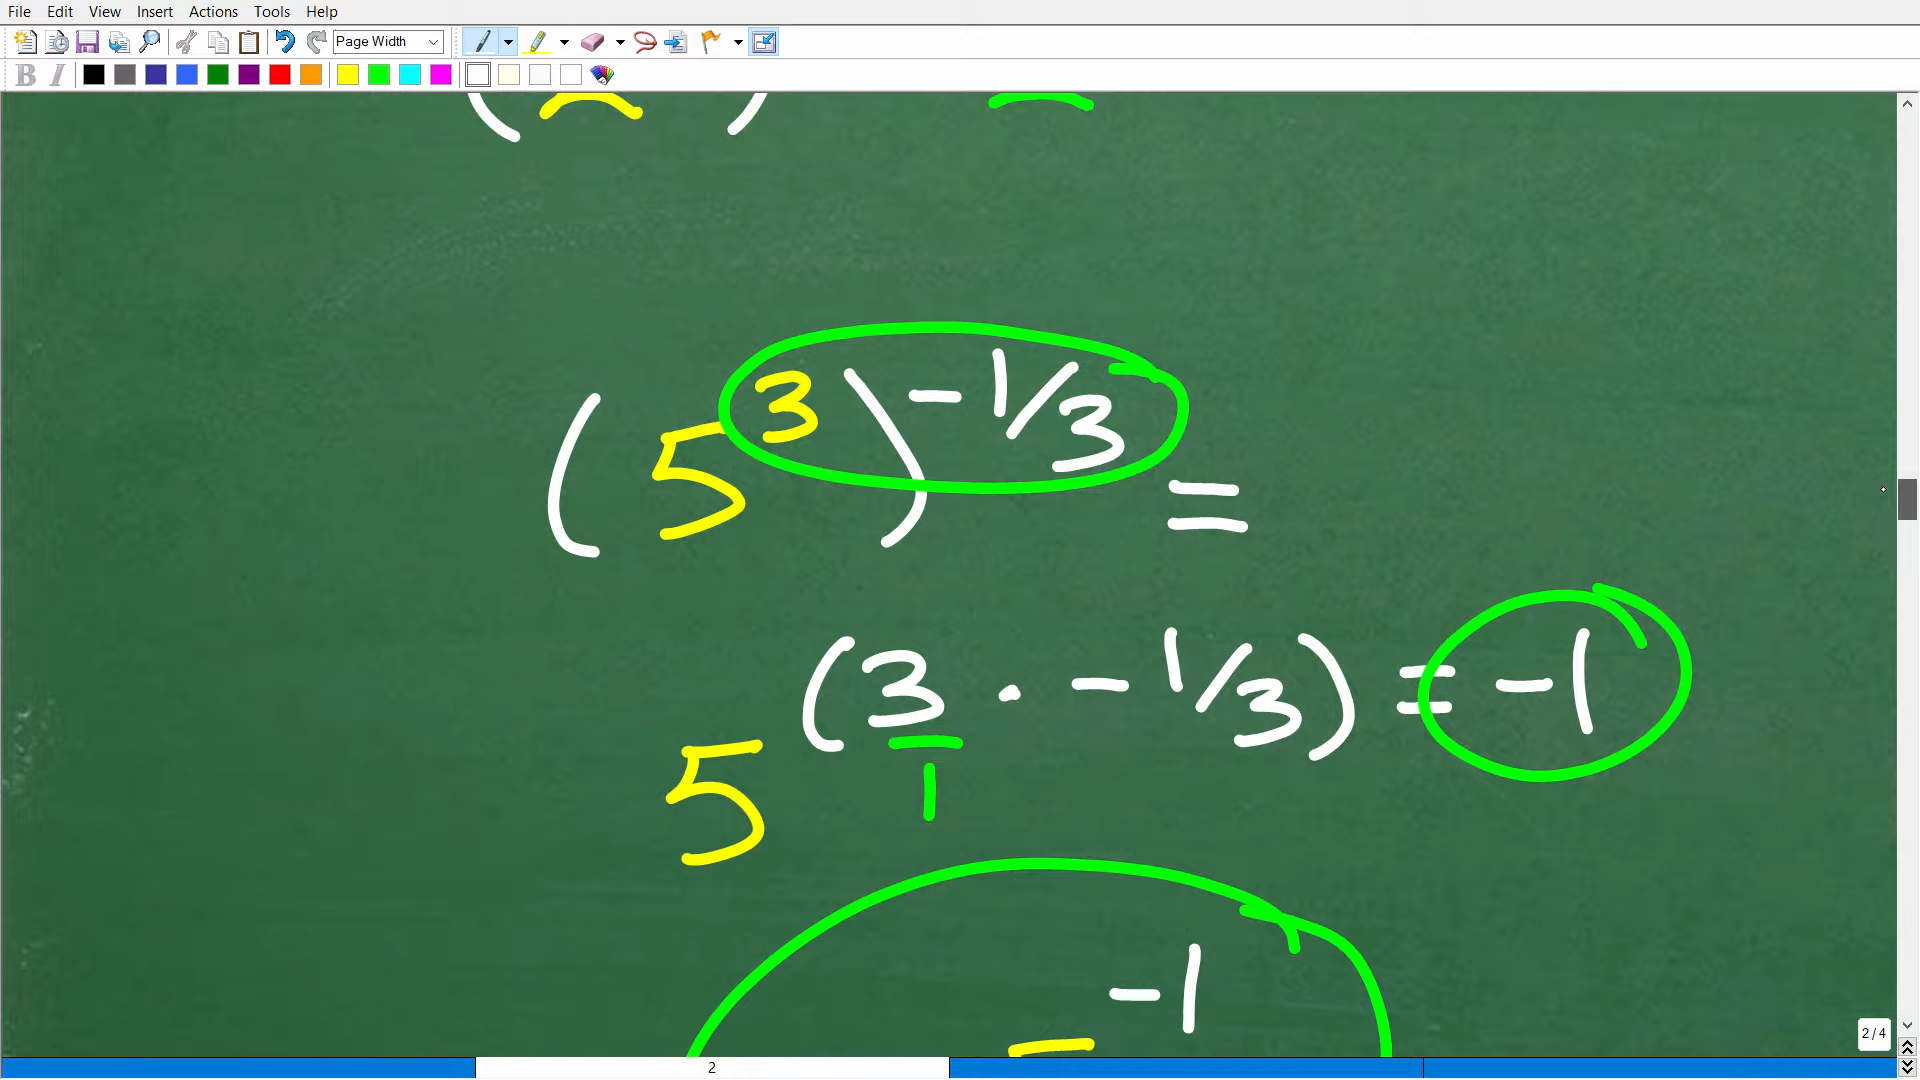 File Edit View Insert Actions Tools Help
Page Width
B I
(5³)^-1/3 =
5^(3 · -1/3) = -1
1
-1
2 / 4
2